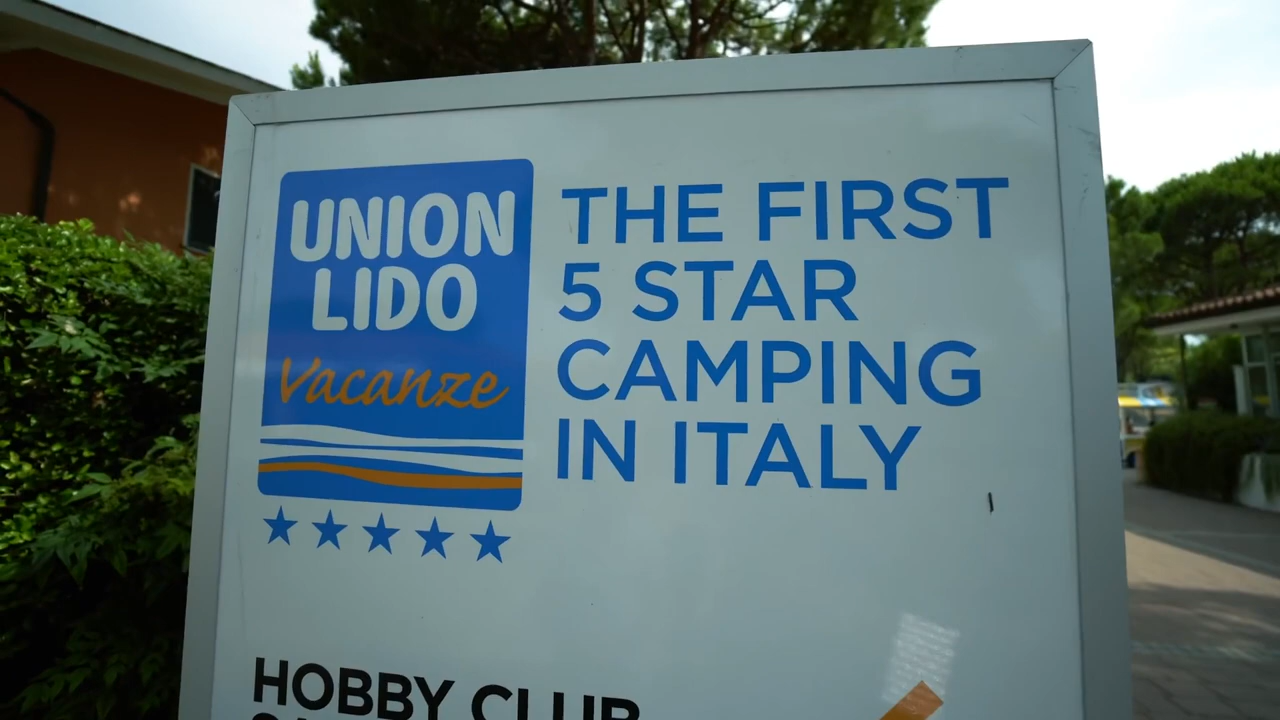 UNION
LIDO
Vacanze
THE FIRST
5 STAR
CAMPING
IN ITALY
HOBBY CLUB